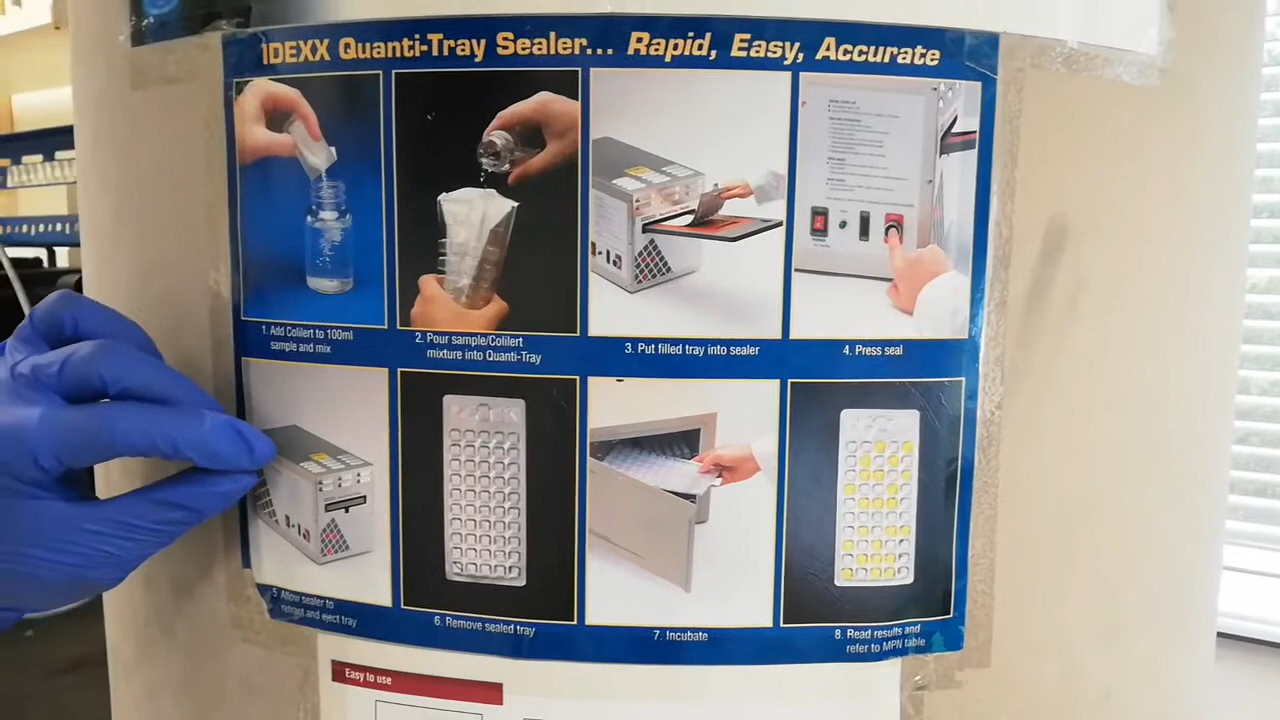 IDEXX Quanti-Tray Sealer... Rapid, Easy, Accurate
1. Add Colilert to 100ml
sample and mix
2. Pour sample/Colilert
mixture into Quanti-Tray
3. Put filled tray into sealer
4. Press seal
5 Allow sealer to
retract and eject tray
6. Remove sealed tray
7. Incubate
8. Read results and
refer to MPN table
Easy to use